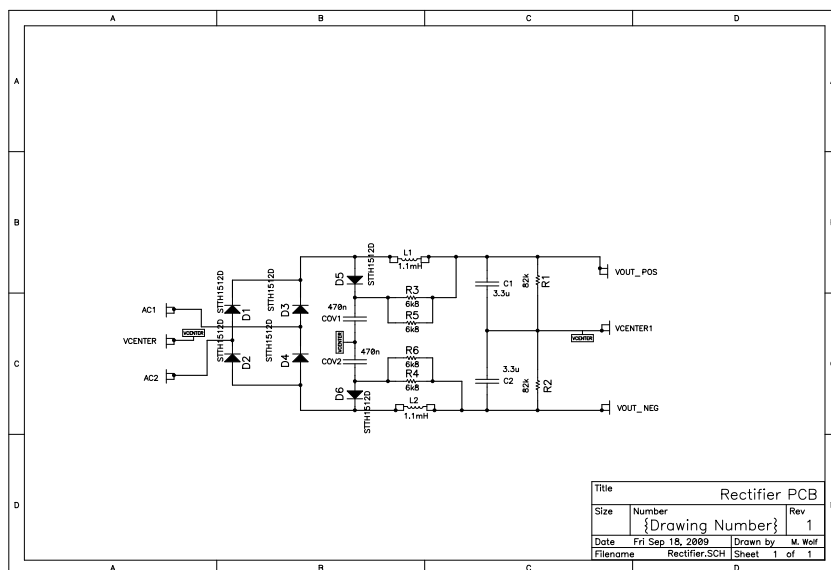 A B C D
A
B
C
D
STTH1512D
D5
L1
1.1mH
STTH1512D
STTH1512D
STTH1512D
VOUT_POS
C1
3.3u
82k
R1
R3
6k8
R5
6k8
470n
COV1
AC1
D1
D3
VCENTER
VCENTER
VCENTER
VCENTER
VCENTER1
STTH1512D
AC2
D2
D4
470n
COV2
R6
6k8
R4
6k8
3.3u
C2
82k
R2
D6
STTH1512D
L2
1.1mH
VOUT_NEG
Title
Rectifier PCB
Size Number Rev
{Drawing Number} 1
Date Fri Sep 18, 2009 Drawn by M. Wolf
Filename Rectifier.SCH Sheet 1 of 1
A B C D